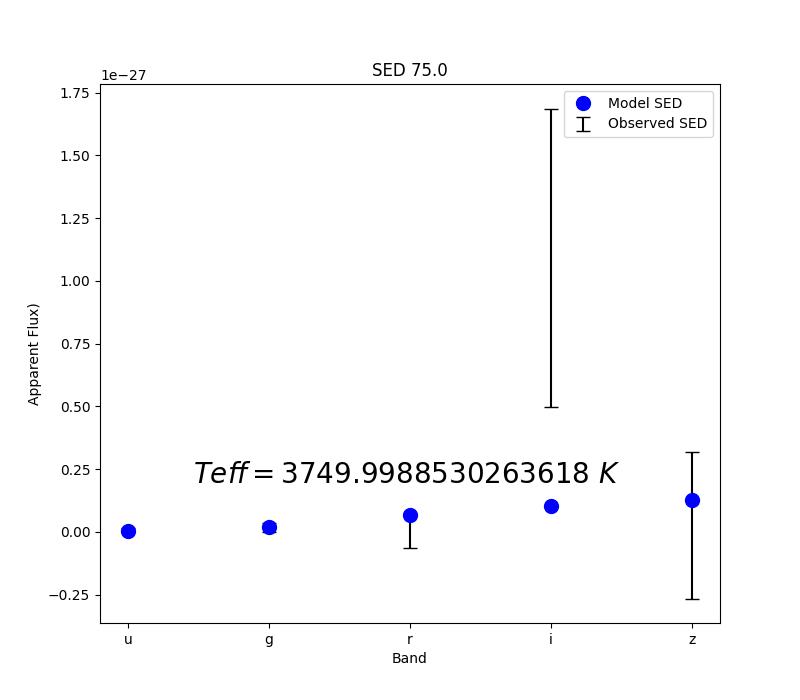 SED 75.0
1e−27
1.75
1.50
1.25
1.00
0.75
0.50
0.25
0.00
−0.25
Apparent Flux)
Model SED
Observed SED
Teff = 3749.9988530263618 K
u g r i z
Band